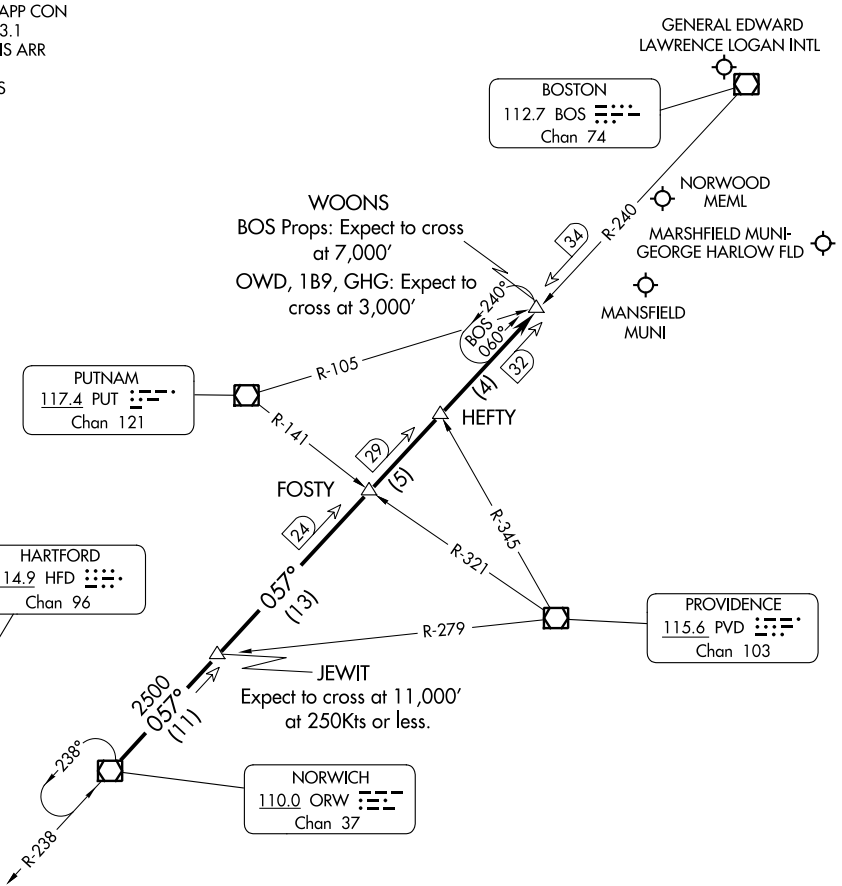 APP CON
3.1
IS ARR
S
GENERAL EDWARD
LAWRENCE LOGAN INTL
BOSTON
112.7 BOS
Chan 74
NORWOOD
MEML
R-240
MARSHFIELD MUNI-
GEORGE HARLOW FLD
MANSFIELD
MUNI
WOONS
BOS Props: Expect to cross
at 7,000’
OWD, 1B9, GHG: Expect to
cross at 3,000’
34
240°
BOS
060°
32
(4)
R-105
PUTNAM
117.4 PUT
Chan 121
R-141
HEFTY
29
(5)
FOSTY
24
R-345
R-321
HARTFORD
14.9 HFD
Chan 96
057°
(13)
PROVIDENCE
115.6 PVD
Chan 103
R-279
JEWIT
Expect to cross at 11,000’
at 250Kts or less.
2500
057°
(11)
238°
R-238
NORWICH
110.0 ORW
Chan 37